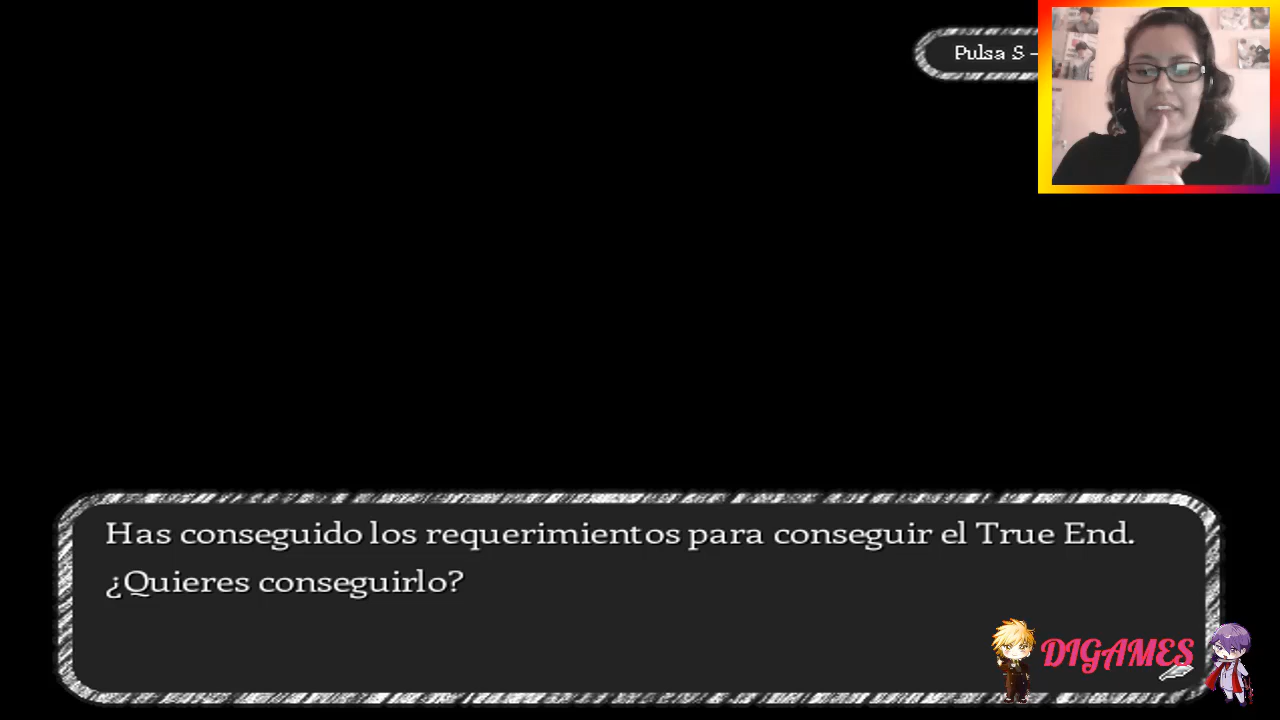 Pulsa S -
Has conseguido los requerimientos para conseguir el True End.
¿Quieres conseguirlo?
DIGAMES